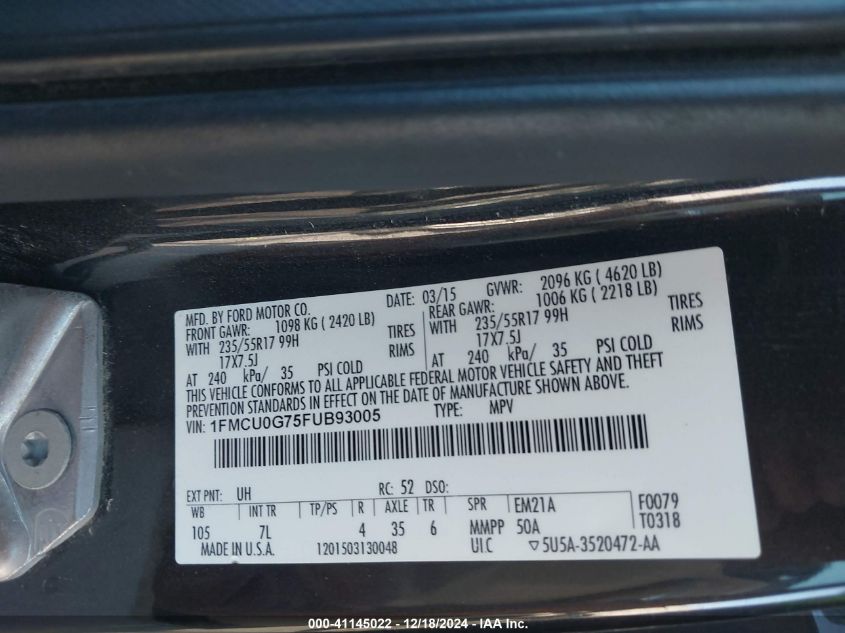 MFD. BY FORD MOTOR CO. DATE: 03/15 GVWR: 2096 KG ( 4620 LB)
FRONT GAWR: 1098 KG ( 2420 LB) REAR GAWR: 1006 KG ( 2218 LB)
WITH 235/55R17 99H TIRES WITH 235/55R17 99H TIRES
17X7.5J RIMS 17X7.5J RIMS
AT 240 kPa/ 35 PSI COLD AT 240 kPa/ 35 PSI COLD
THIS VEHICLE CONFORMS TO ALL APPLICABLE FEDERAL MOTOR VEHICLE SAFETY AND THEFT
PREVENTION STANDARDS IN EFFECT ON THE DATE OF MANUFACTURE SHOWN ABOVE.
VIN: 1FMCU0G75FUB93005 TYPE: MPV
EXT PNT: UH RC: 52 DSO:
WB INT TR TP/PS R AXLE TR SPR EM21A F0079
105 7L 4 35 6 MMPP 50A T0318
MADE IN U.S.A. 1201503130048 UI.C ▽5U5A-3520472-AA
000-41145022 - 12/18/2024 - IAA Inc.